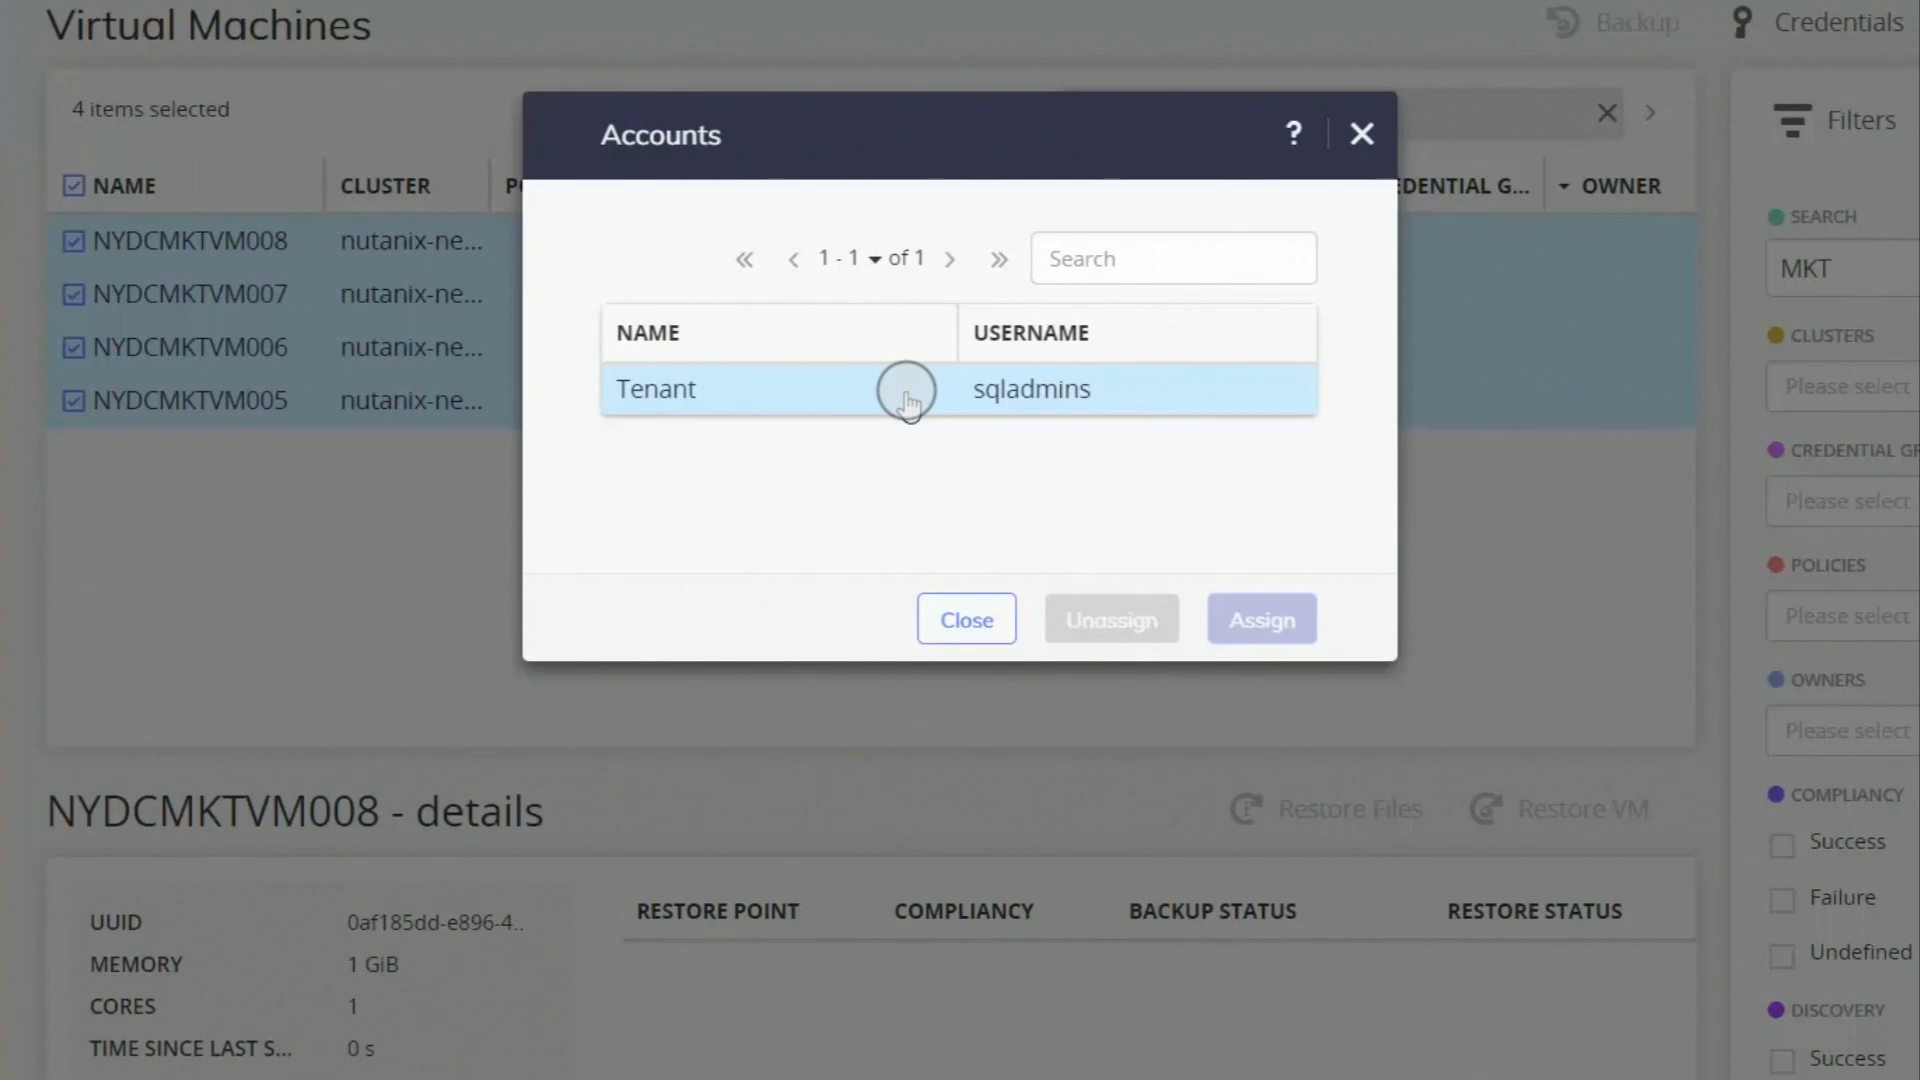 Virtual Machines
Backup
Credentials
4 items selected
Accounts
?
Filters
NAME
CLUSTER
OWNER
SEARCH
MKT
1 - 1 of 1
Search
NAME
USERNAME
Tenant
sqladmins
NYDCMKTVM008
nutanix-ne...
NYDCMKTVM007
nutanix-ne...
NYDCMKTVM006
nutanix-ne...
NYDCMKTVM005
nutanix-ne...
CLUSTERS
Please select
CREDENTIAL GR
Please select
POLICIES
Please select
Close
Unassign
Assign
OWNERS
Please select
COMPLIANCY
Success
Failure
Undefined
DISCOVERY
Success
NYDCMKTVM008 - details
Restore Files
Restore VM
UUID
0af185dd-e896-4..
MEMORY
1 GiB
CORES
1
TIME SINCE LAST S...
0 s
RESTORE POINT
COMPLIANCY
BACKUP STATUS
RESTORE STATUS